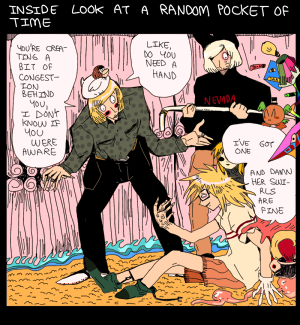 INSIDE LOOK AT A RANDOM POCKET OF
TIME
YOU'RE CREA-
TING A
BIT OF
CONGEST-
ION
BEHIND
YOU,
I DON'T
KNOW IF
YOU
WERE
AWARE
LIKE,
DO YOU
NEED A
HAND
NEVADA
I'VE GOT
ONE
AND DAMN
HER SWI-
RLS
ARE
FINE